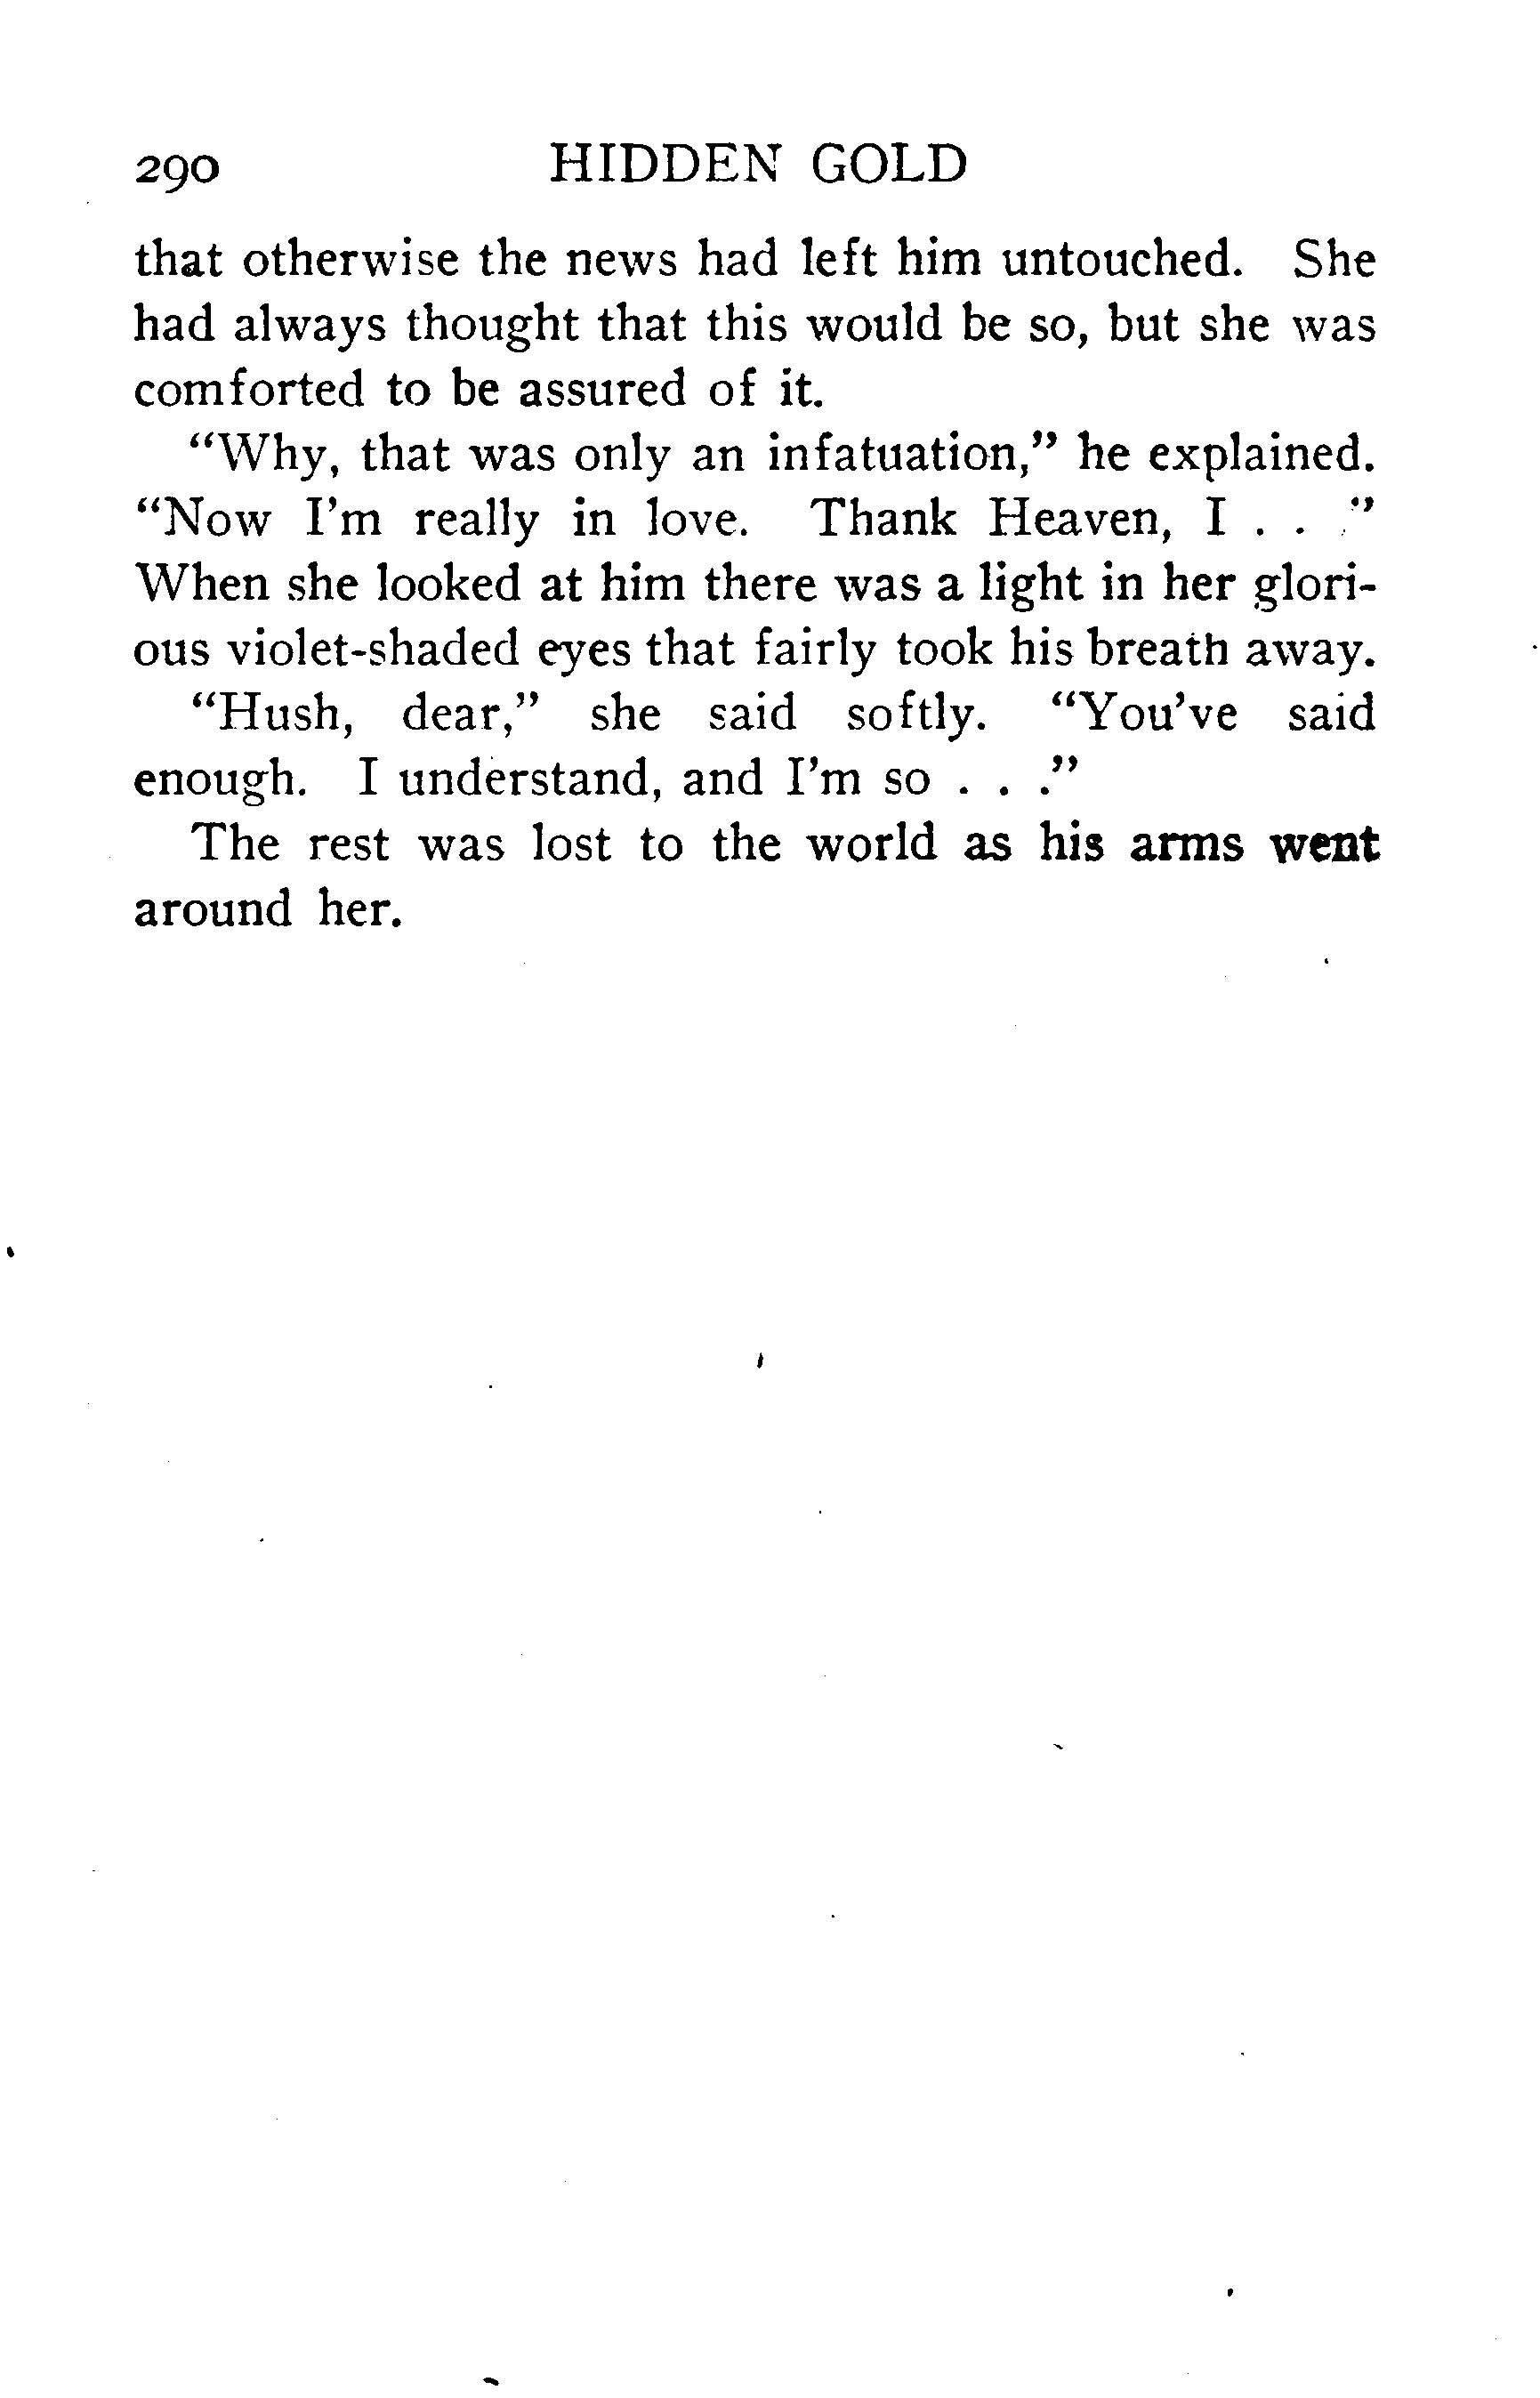 290 HIDDEN GOLD
that otherwise the news had left him untouched. She
had always thought that this would be so, but she was
comforted to be assured of it.
“Why, that was only an infatuation,” he explained.
“Now I’m really in love. Thank Heaven, I . . .”
When she looked at him there was a light in her glori-
ous violet-shaded eyes that fairly took his breath away.
“Hush, dear,” she said softly. “You’ve said
enough. I understand, and I’m so . . .”
The rest was lost to the world as his arms went
around her.